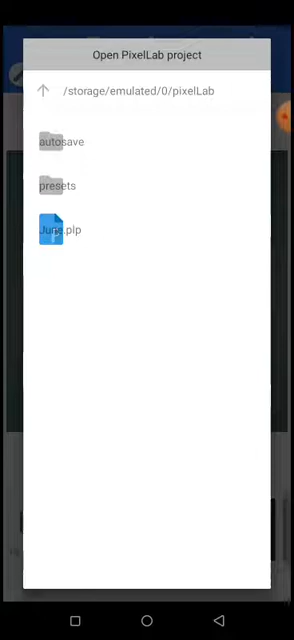 Open PixelLab project
/storage/emulated/0/pixelLab
autosave
presets
June.plp